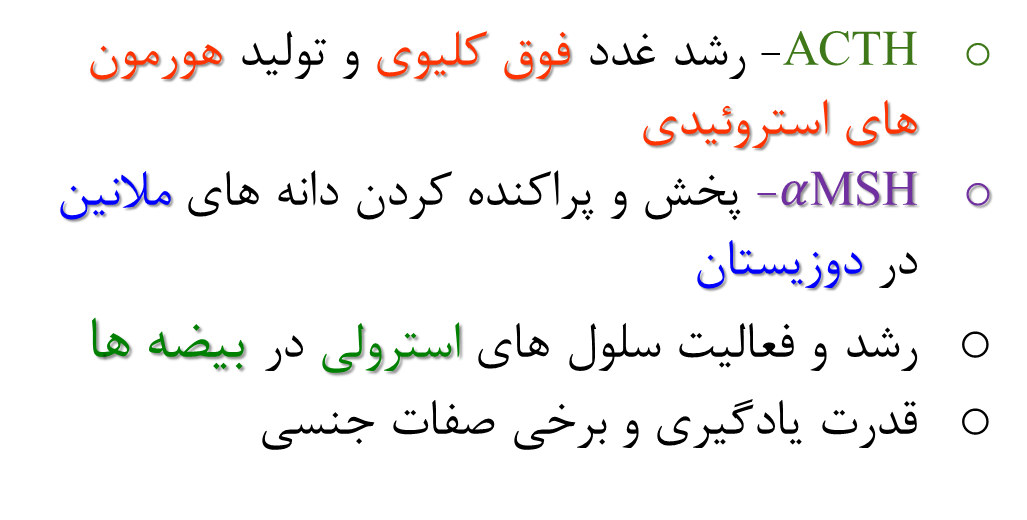 ○ ACTH- رشد غدد فوق کلیوی و تولید هورمون
های استروئیدی
○ αMSH- پخش و پراکنده کردن دانه های ملانین
در دوزیستان
○ رشد و فعالیت سلول های استرولی در بیضه ها
○ قدرت یادگیری و برخی صفات جنسی